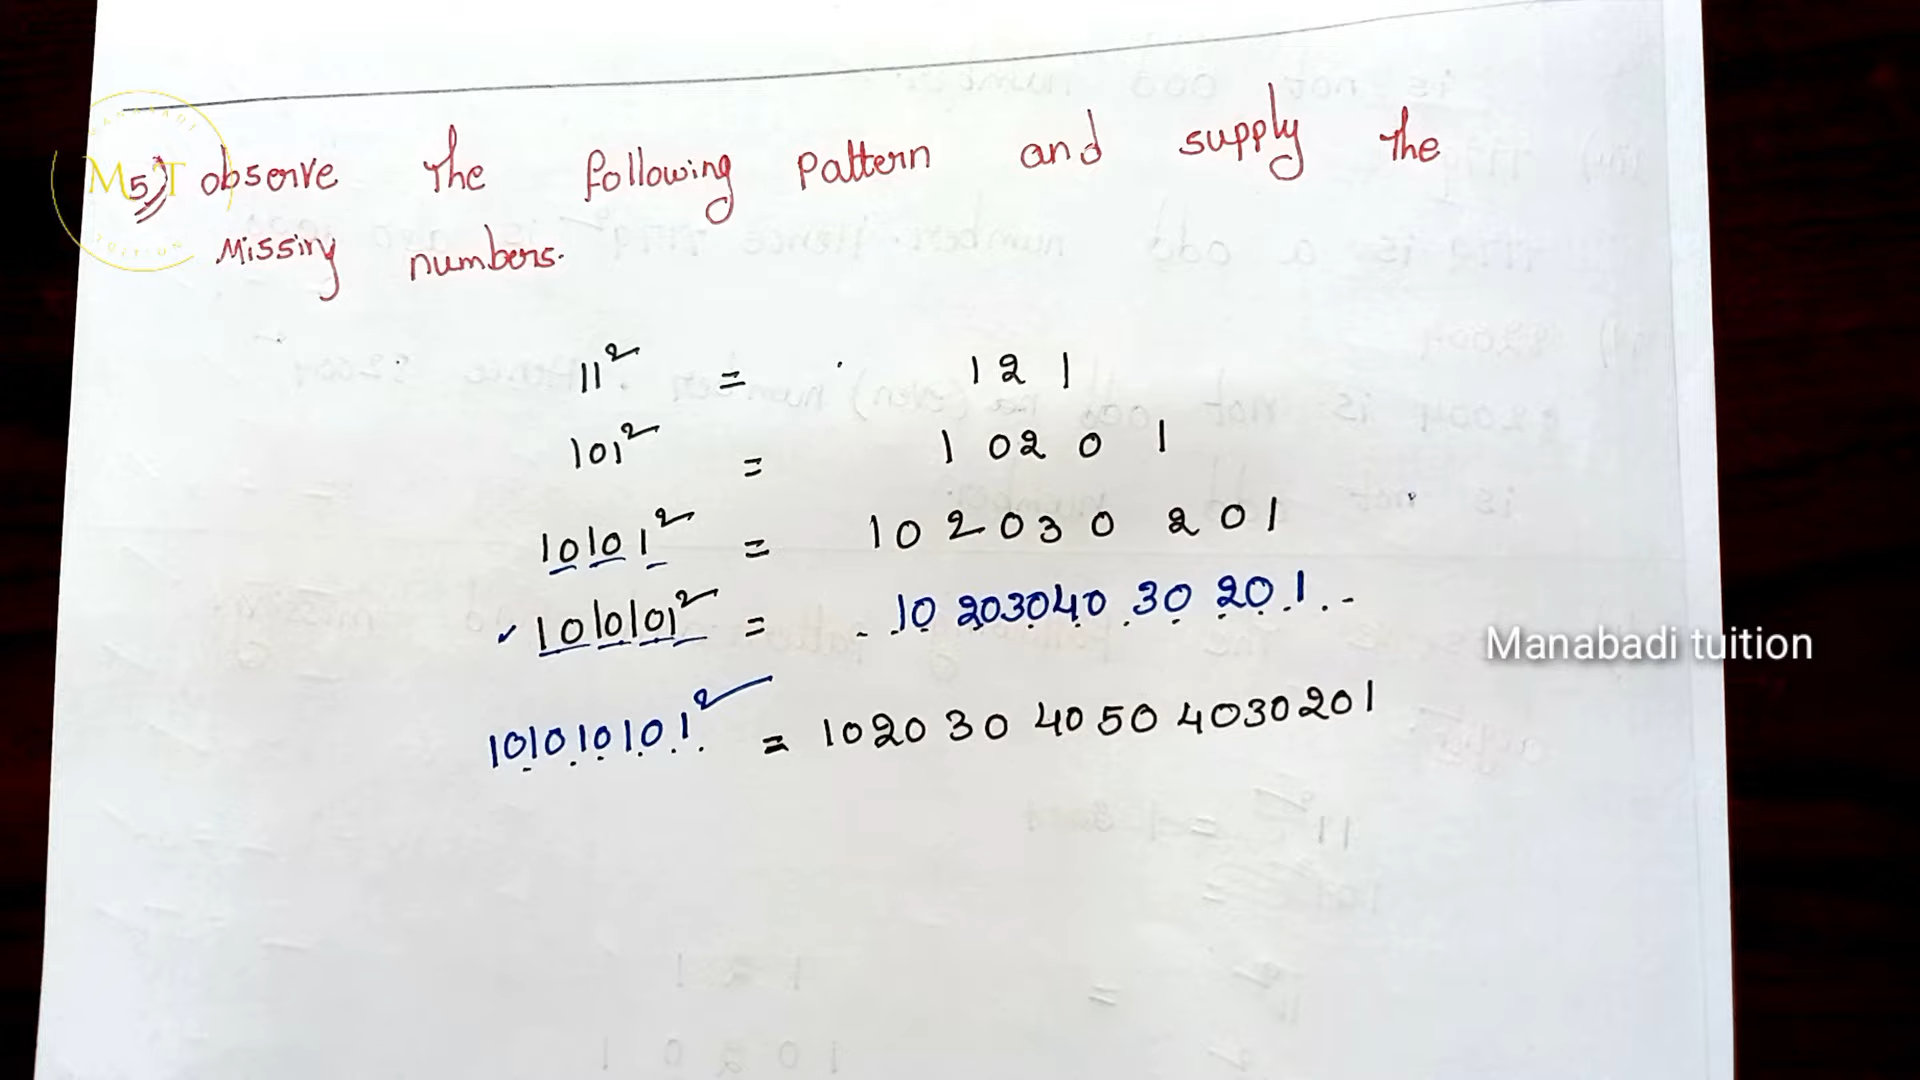 5) observe the following pattern and supply the
Missing numbers.
11² = 121
101² = 10201
10101² = 102030201
1010101² = 1020304030201
101010101² = 10203040504030201
Manabadi tuition